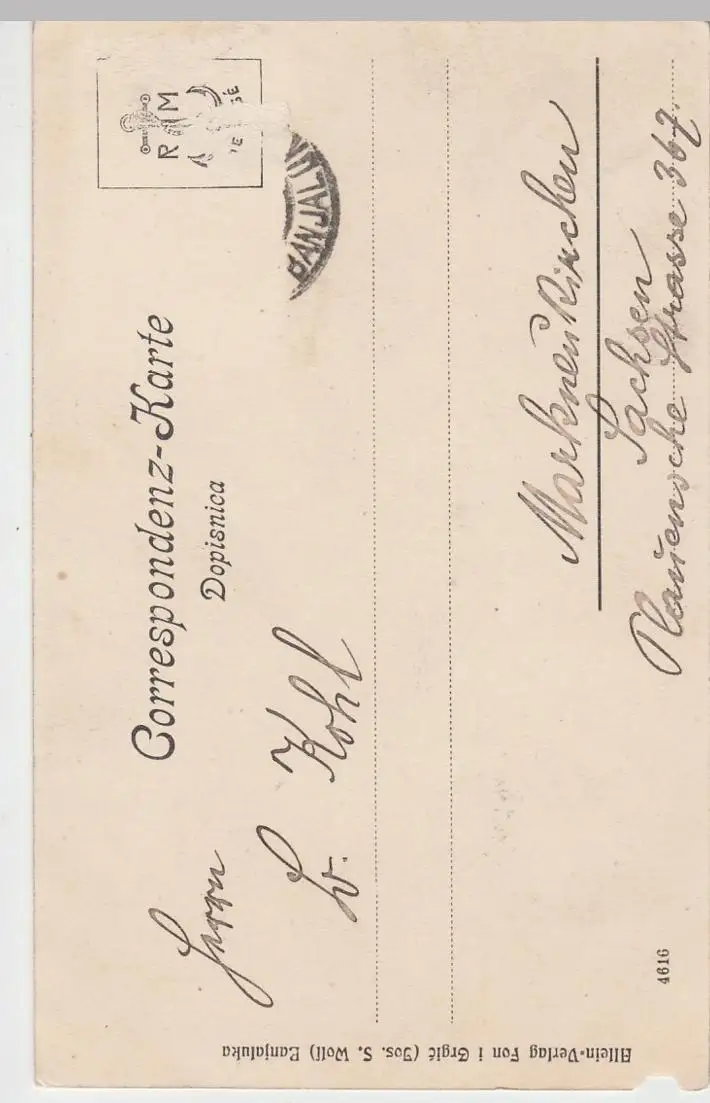 Correspondenz-Karte
Dopisnica
R M
BANJALU
Herrn
Kohl
Markneukirchen
Sachsen
Plauensche Strasse 367.
4616
Allein-Verlag Fon i Grgić (Jos. S. Wolf) Banjaluka